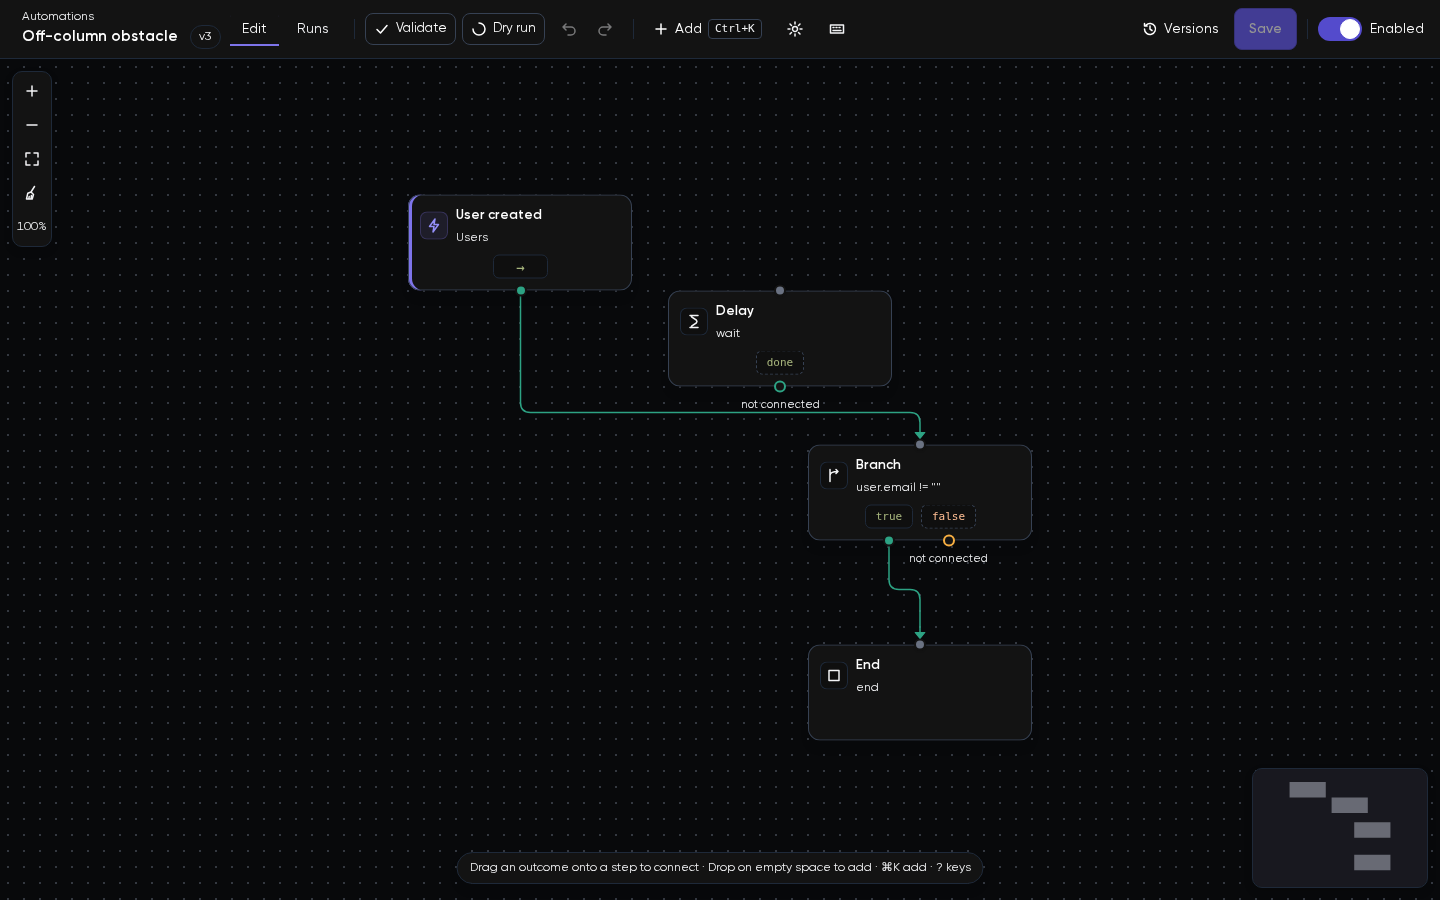 Automations
Off-column obstacle
v3
Edit
Runs
Validate
Dry run
Add
Ctrl+K
Versions
Save
Enabled
100%
User created
Users
→
Delay
wait
done
not connected
Branch
user.email != ""
true
false
not connected
End
end
Drag an outcome onto a step to connect · Drop on empty space to add · ⌘K add · ? keys